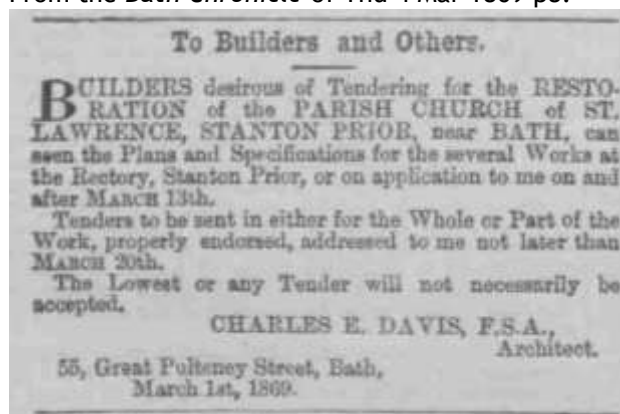 From the Bath Chronicle of Thu 4 Mar 1869 p8:
To Builders and Others.
BUILDERS desirous of Tendering for the RESTO-
RATION of the PARISH CHURCH of ST.
LAWRENCE, STANTON PRIOR, near BATH, can
seen the Plans and Specifications for the several Works at
the Rectory, Stanton Prior, or on application to me on and
after MARCH 13th.
Tenders to be sent in either for the Whole or Part of the
Work, properly endorsed, addressed to me not later than
MARCH 20th.
The Lowest or any Tender will not necessarily be
accepted.
CHARLES E. DAVIS, F.S.A.,
Architect.
55, Great Pulteney Street, Bath,
March 1st, 1869.